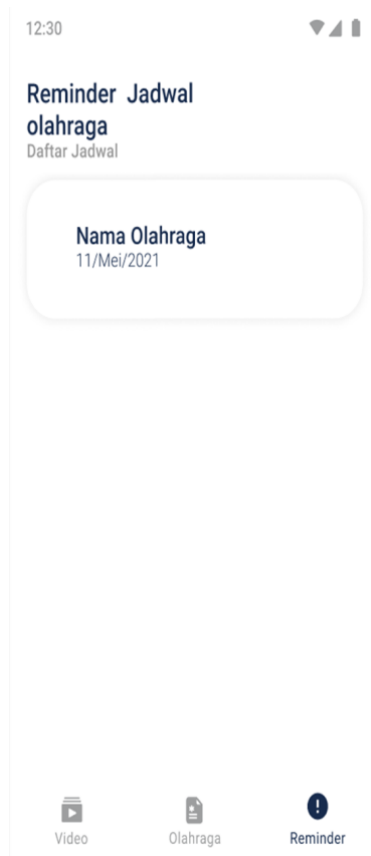 12:30
Reminder Jadwal
olahraga
Daftar Jadwal
Nama Olahraga
11/Mei/2021
Video
Olahraga
Reminder